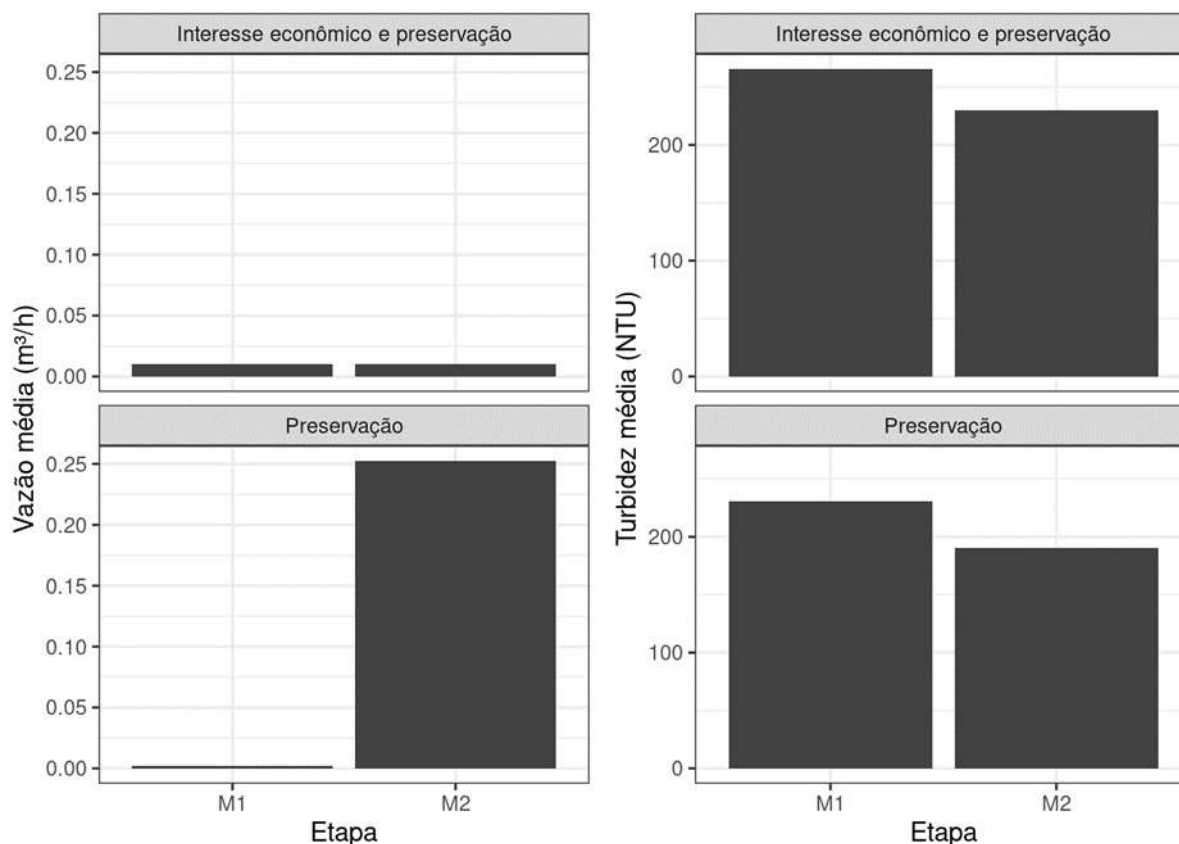 Interesse econômico e preservação
0.25
0.20
0.15
0.10
0.05
0.00
Preservação
0.25
0.20
0.15
0.10
0.05
0.00
Vazão média (m³/h)
M1
M2
Etapa
Interesse econômico e preservação
200
100
0
Preservação
200
100
0
Turbidez média (NTU)
M1
M2
Etapa